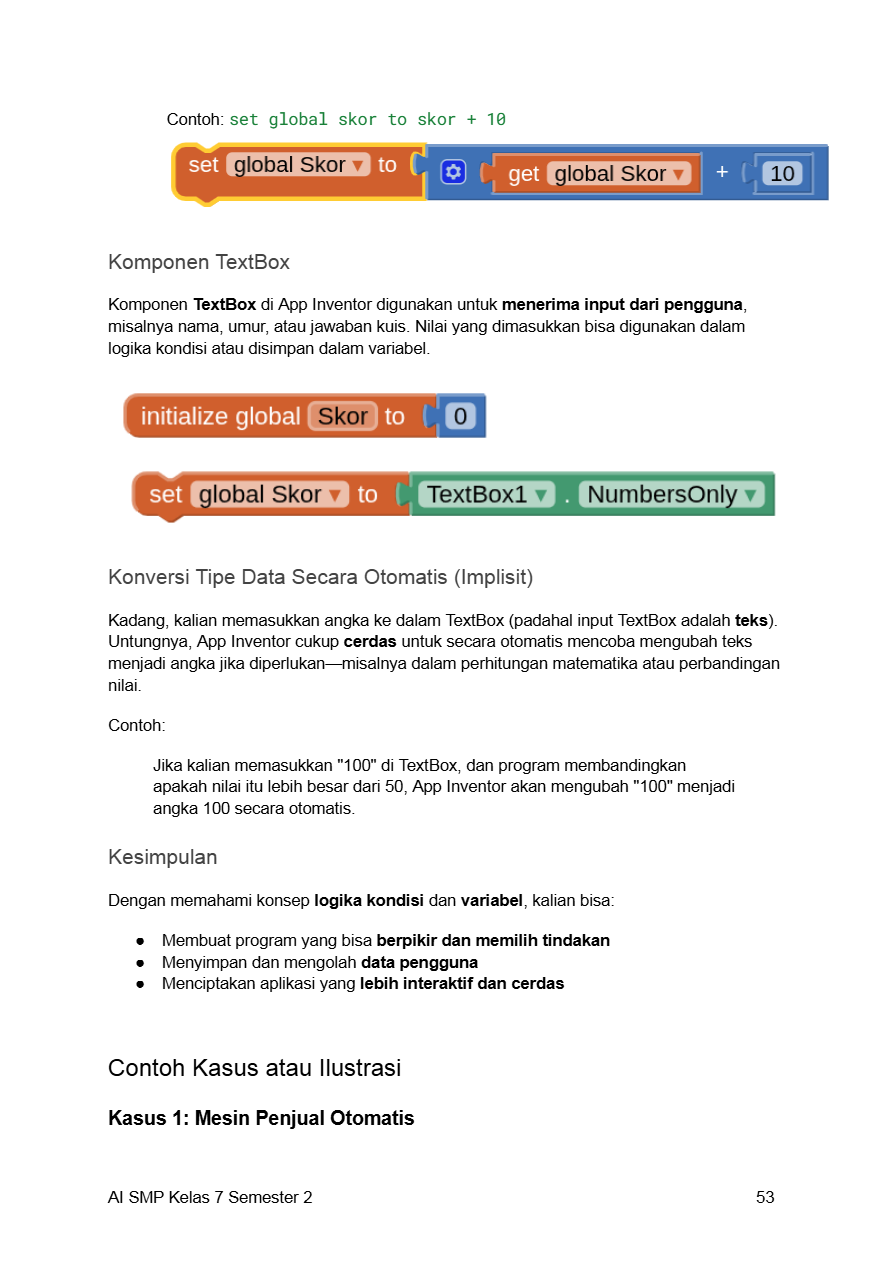 Contoh: set global skor to skor + 10
set global Skor ▾ to get global Skor ▾ + 10
Komponen TextBox
Komponen TextBox di App Inventor digunakan untuk menerima input dari pengguna,
misalnya nama, umur, atau jawaban kuis. Nilai yang dimasukkan bisa digunakan dalam
logika kondisi atau disimpan dalam variabel.
initialize global Skor to 0
set global Skor ▾ to TextBox1 ▾ . NumbersOnly ▾
Konversi Tipe Data Secara Otomatis (Implisit)
Kadang, kalian memasukkan angka ke dalam TextBox (padahal input TextBox adalah teks).
Untungnya, App Inventor cukup cerdas untuk secara otomatis mencoba mengubah teks
menjadi angka jika diperlukan—misalnya dalam perhitungan matematika atau perbandingan
nilai.
Contoh:
Jika kalian memasukkan "100" di TextBox, dan program membandingkan
apakah nilai itu lebih besar dari 50, App Inventor akan mengubah "100" menjadi
angka 100 secara otomatis.
Kesimpulan
Dengan memahami konsep logika kondisi dan variabel, kalian bisa:
● Membuat program yang bisa berpikir dan memilih tindakan
● Menyimpan dan mengolah data pengguna
● Menciptakan aplikasi yang lebih interaktif dan cerdas
Contoh Kasus atau Ilustrasi
Kasus 1: Mesin Penjual Otomatis
AI SMP Kelas 7 Semester 2 53